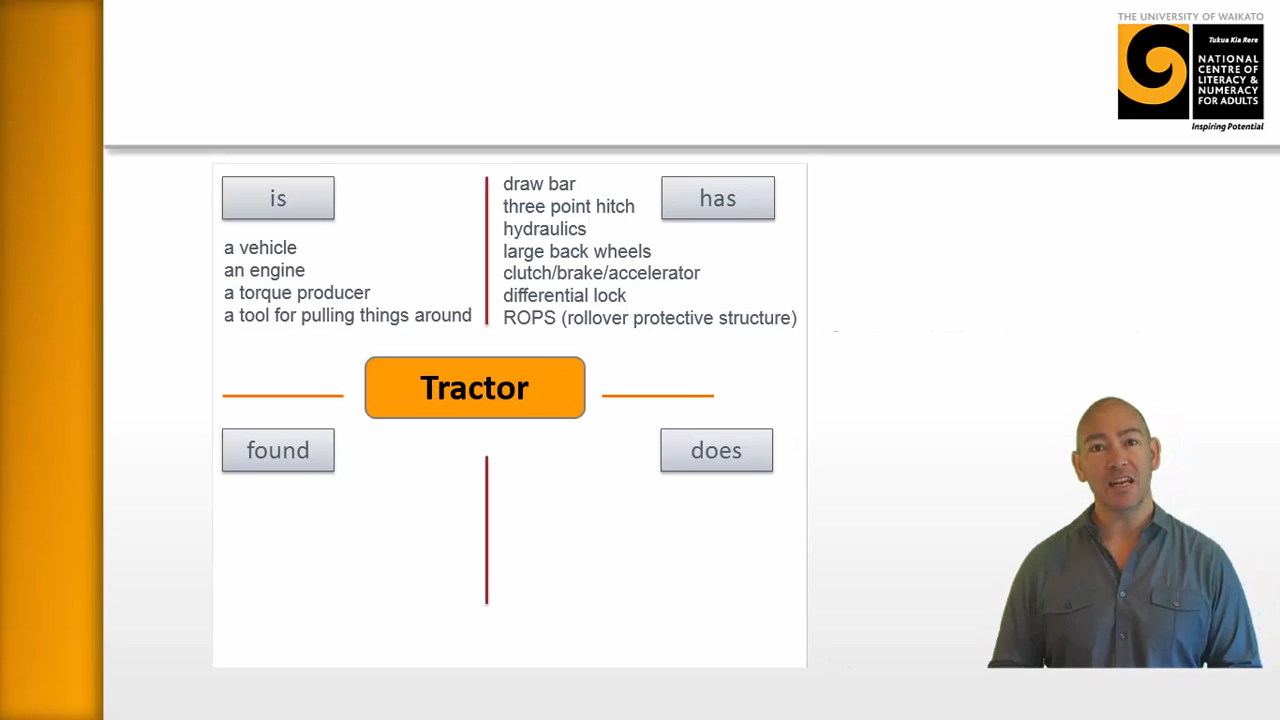 THE UNIVERSITY OF WAIKATO
Tukua Kia Rere
NATIONAL
CENTRE OF
LITERACY &
NUMERACY
FOR ADULTS
Inspiring Potential
is
a vehicle
an engine
a torque producer
a tool for pulling things around
has
draw bar
three point hitch
hydraulics
large back wheels
clutch/brake/accelerator
differential lock
ROPS (rollover protective structure)
Tractor
found
does